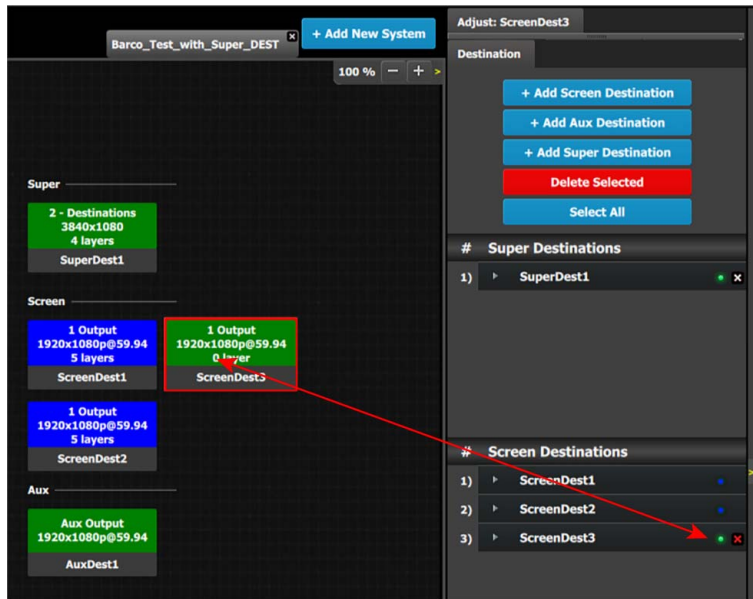 Barco_Test_with_Super_DEST
+ Add New System
100 %
Super
2 - Destinations
3840x1080
4 layers
SuperDest1
Screen
1 Output
1920x1080p@59.94
5 layers
ScreenDest1
1 Output
1920x1080p@59.94
0 layer
ScreenDest3
1 Output
1920x1080p@59.94
5 layers
ScreenDest2
Aux
Aux Output
1920x1080p@59.94
AuxDest1
Adjust: ScreenDest3
Destination
+ Add Screen Destination
+ Add Aux Destination
+ Add Super Destination
Delete Selected
Select All
# Super Destinations
1) SuperDest1
# Screen Destinations
1) ScreenDest1
2) ScreenDest2
3) ScreenDest3